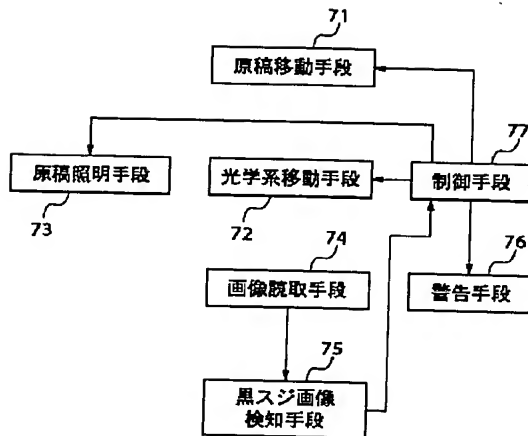 71
原稿移動手段
77
原稿照明手段
光学系移動手段
制御手段
73
72
74
76
画像読取手段
警告手段
75
黒スジ画像
検知手段